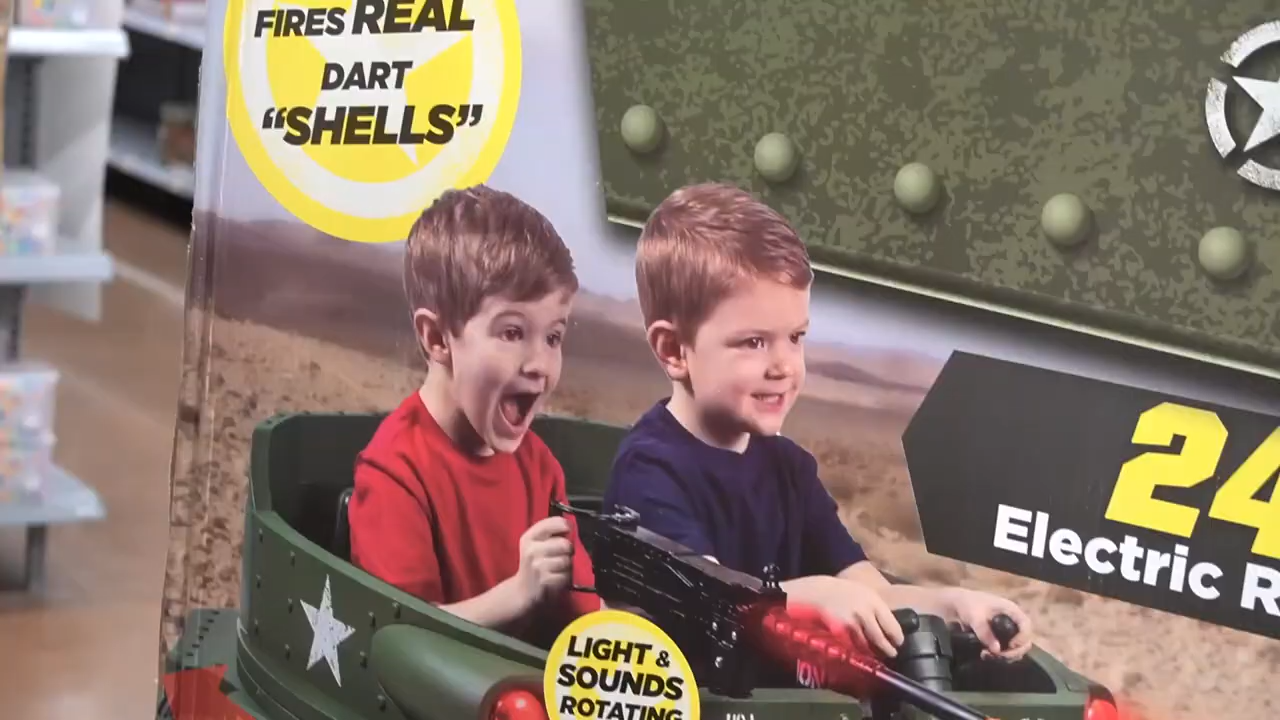 FIRES REAL
DART
“SHELLS”
24
Electric R
LIGHT &
SOUNDS
ROTATING